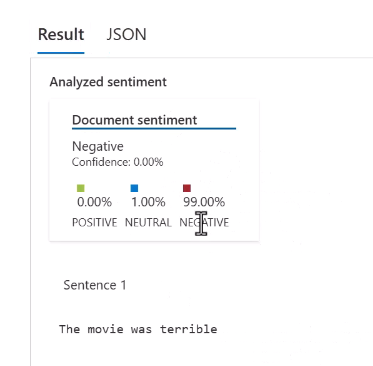 Result JSON
Analyzed sentiment
Document sentiment
Negative
Confidence: 0.00%
0.00% 1.00% 99.00%
POSITIVE NEUTRAL NEGATIVE
Sentence 1
The movie was terrible